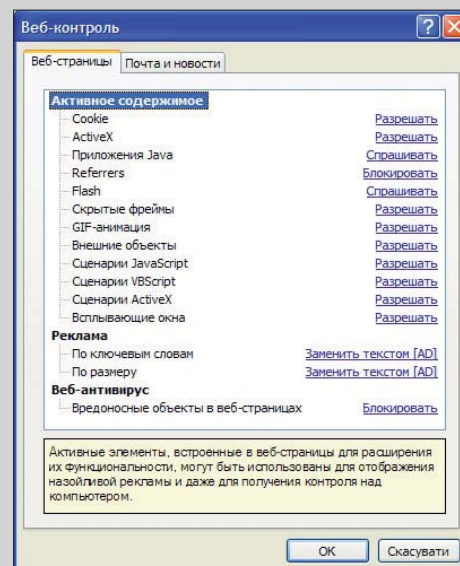 Веб-контроль
Веб-страницы Почта и новости
Активное содержимое
Cookie Разрешать
ActiveX Разрешать
Приложения Java Спрашивать
Referrers Блокировать
Flash Спрашивать
Скрытые фреймы Разрешать
GIF-анимация Разрешать
Внешние объекты Разрешать
Сценарии JavaScript Разрешать
Сценарии VBScript Разрешать
Сценарии ActiveX Разрешать
Всплывающие окна Разрешать
Реклама
По ключевым словам Заменить текстом [AD]
По размеру Заменить текстом [AD]
Веб-антивирус
Вредоносные объекты в веб-страницах Блокировать
Активные элементы, встроенные в веб-страницы для расширения
их функциональности, могут быть использованы для отображения
назойливой рекламы и даже для получения контроля над
компьютером.
OK Скасувати